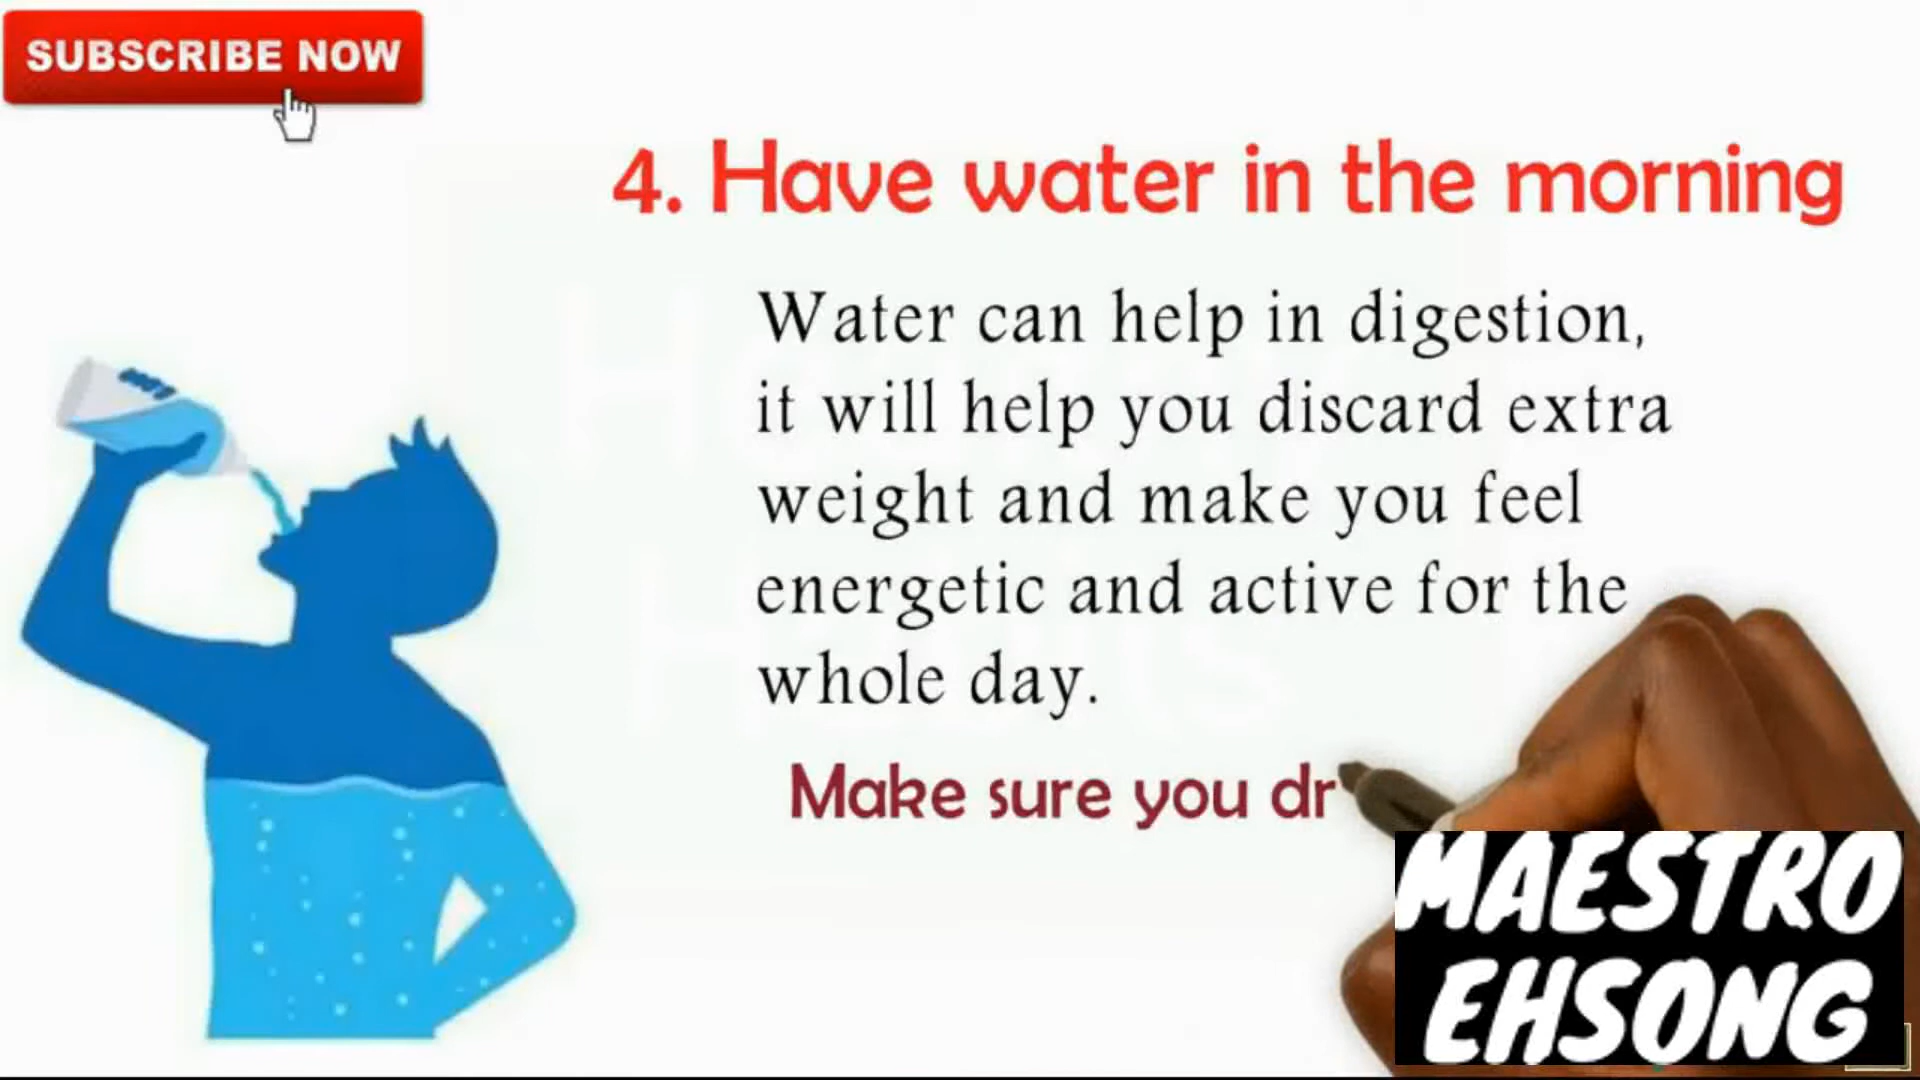 SUBSCRIBE NOW
4. Have water in the morning
Water can help in digestion,
it will help you discard extra
weight and make you feel
energetic and active for the
whole day.
Make sure you dr
MAESTRO
EHSONG